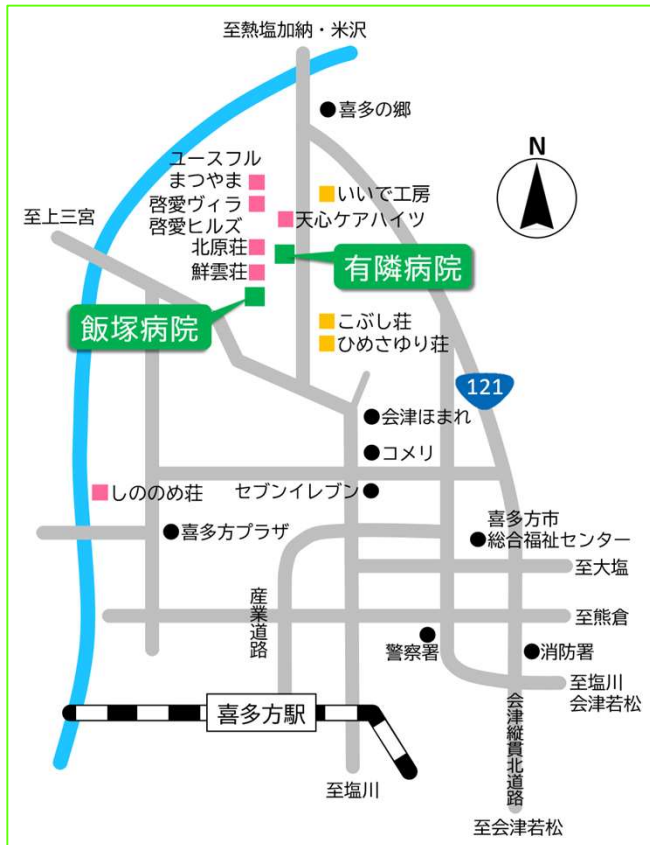 至熱塩加納・米沢
喜多の郷
N
ユースフル
まつやま
いいで工房
啓愛ヴィラ
啓愛ヒルズ
天心ケアハイツ
至上三宮
北原荘
有隣病院
鮮雲荘
飯塚病院
こぶし荘
ひめさゆり荘
121
会津ほまれ
コメリ
しののめ荘
セブンイレブン
喜多方プラザ
喜多方市
総合福祉センター
至大塩
産業道路
至熊倉
警察署
消防署
至塩川
会津若松
喜多方駅
会津縦貫北道路
至塩川
至会津若松